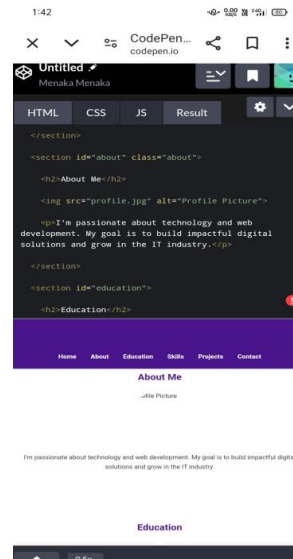 1:42
CodePen...
codepen.io
Untitled
Menaka Menaka
HTML CSS JS Result
</section>
<section id="about" class="about">
<h2>About Me</h2>
<img src="profile.jpg" alt="Profile Picture">
<p>I'm passionate about technology and web
development. My goal is to build impactful digital
solutions and grow in the IT industry.</p>
</section>
<section id="education">
<h2>Education</h2>
Home About Education Skills Projects Contact
About Me
ofile Picture
I'm passionate about technology and web development. My goal is to build impactful digita
solutions and grow in the IT industry.
Education